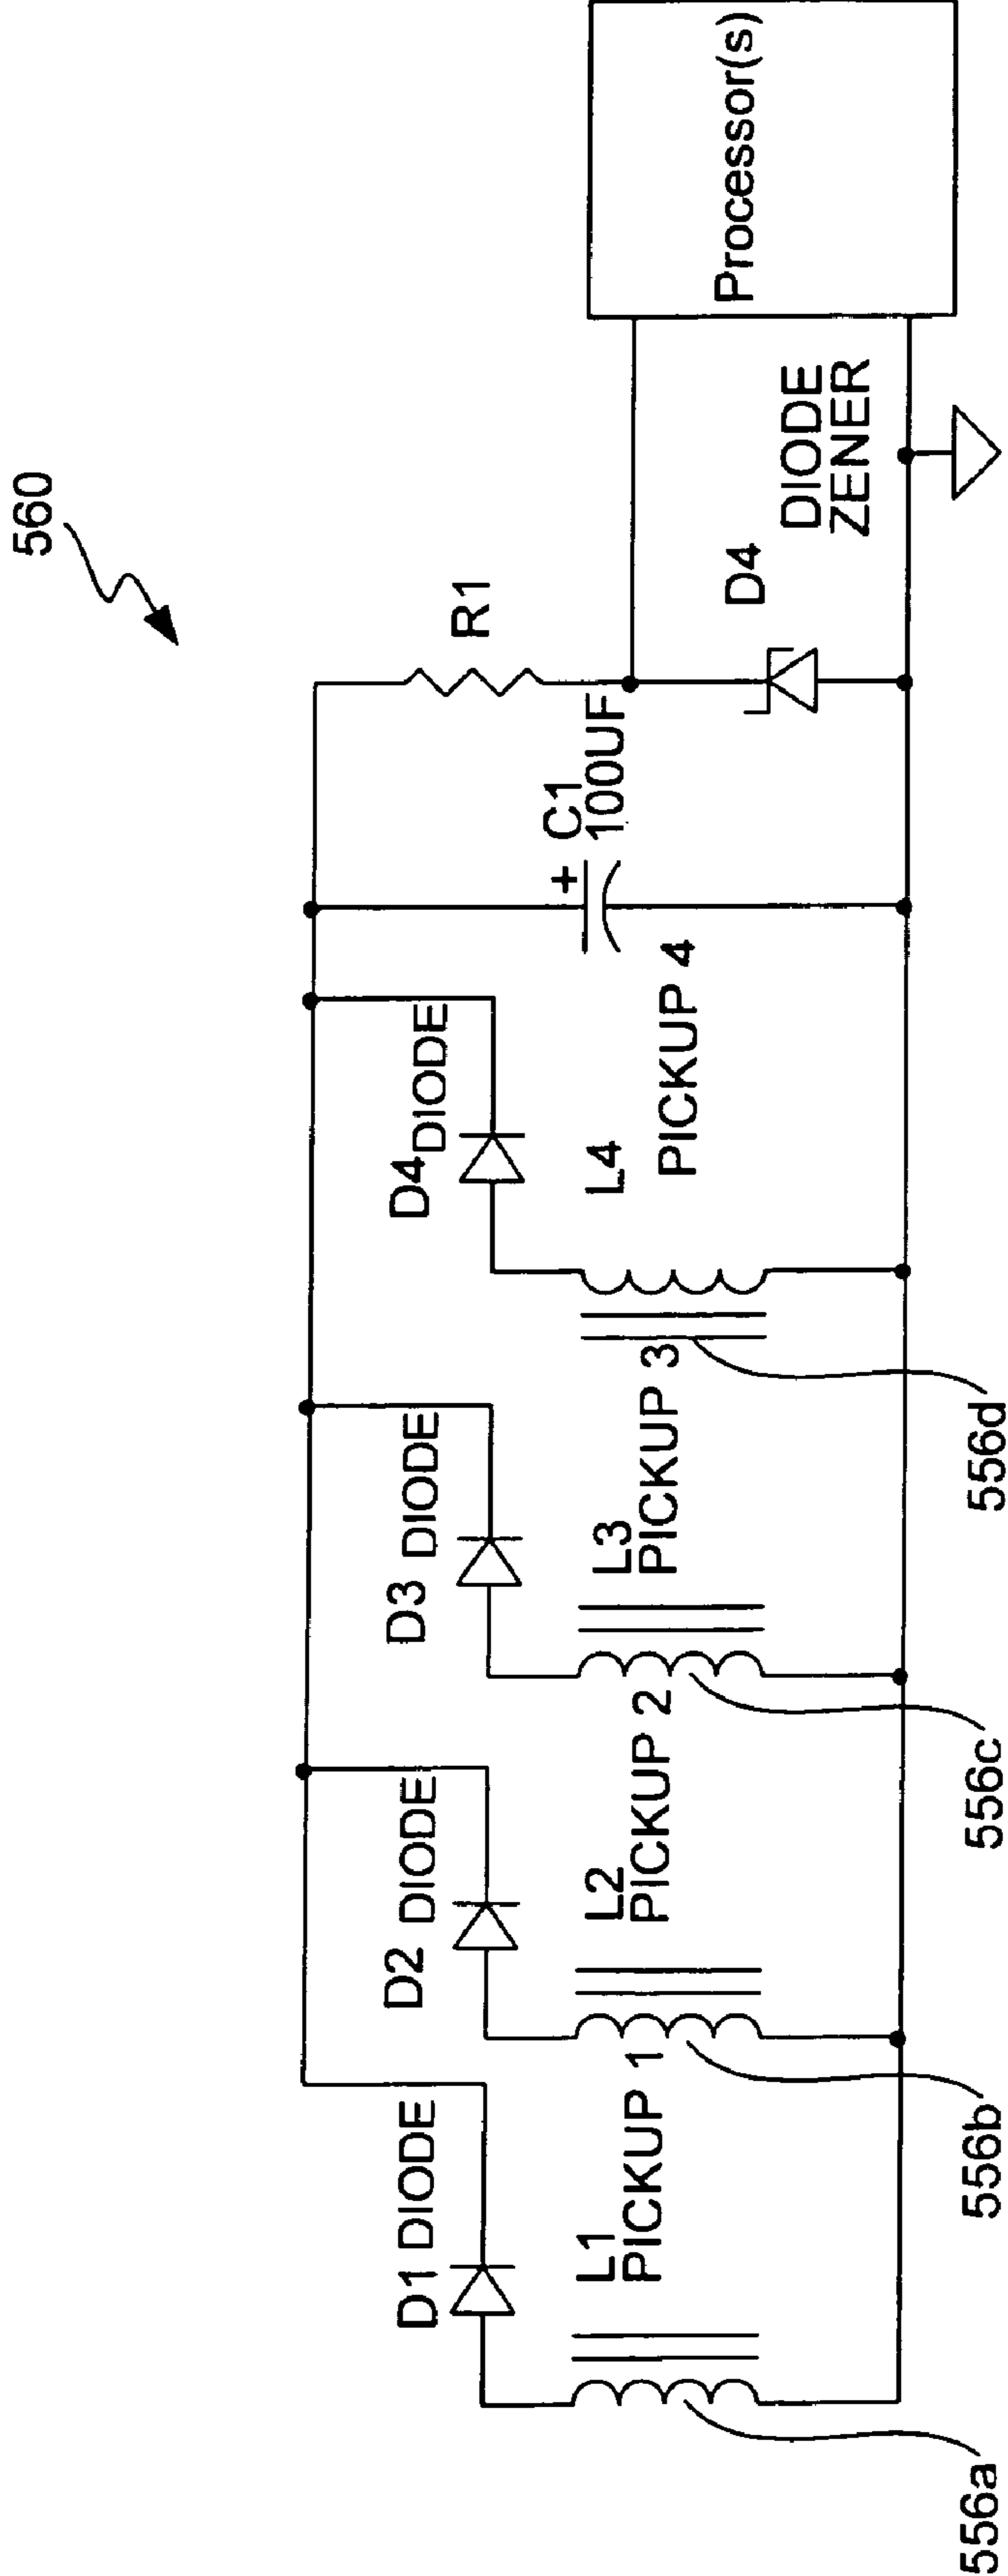 560
D1 DIODE
D2 DIODE
D3 DIODE
D4 DIODE
R1
L1
PICKUP 1
L2
PICKUP 2
L3
PICKUP 3
L4
PICKUP 4
+
C1
100UF
D4
DIODE
ZENER
Processor(s)
556a
556b
556c
556d